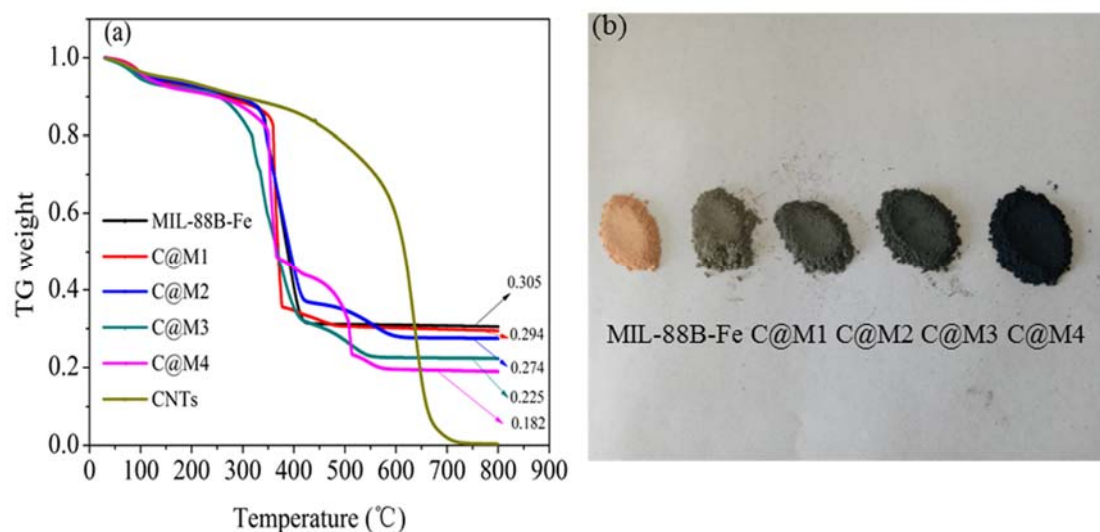 (a)
TG weight
1.0
0.8
0.6
0.4
0.2
0.0
MIL-88B-Fe
C@M1
C@M2
C@M3
C@M4
CNTs
0.305
0.294
0.274
0.225
0.182
0 100 200 300 400 500 600 700 800 900
Temperature (℃)
(b)
MIL-88B-Fe C@M1 C@M2 C@M3 C@M4